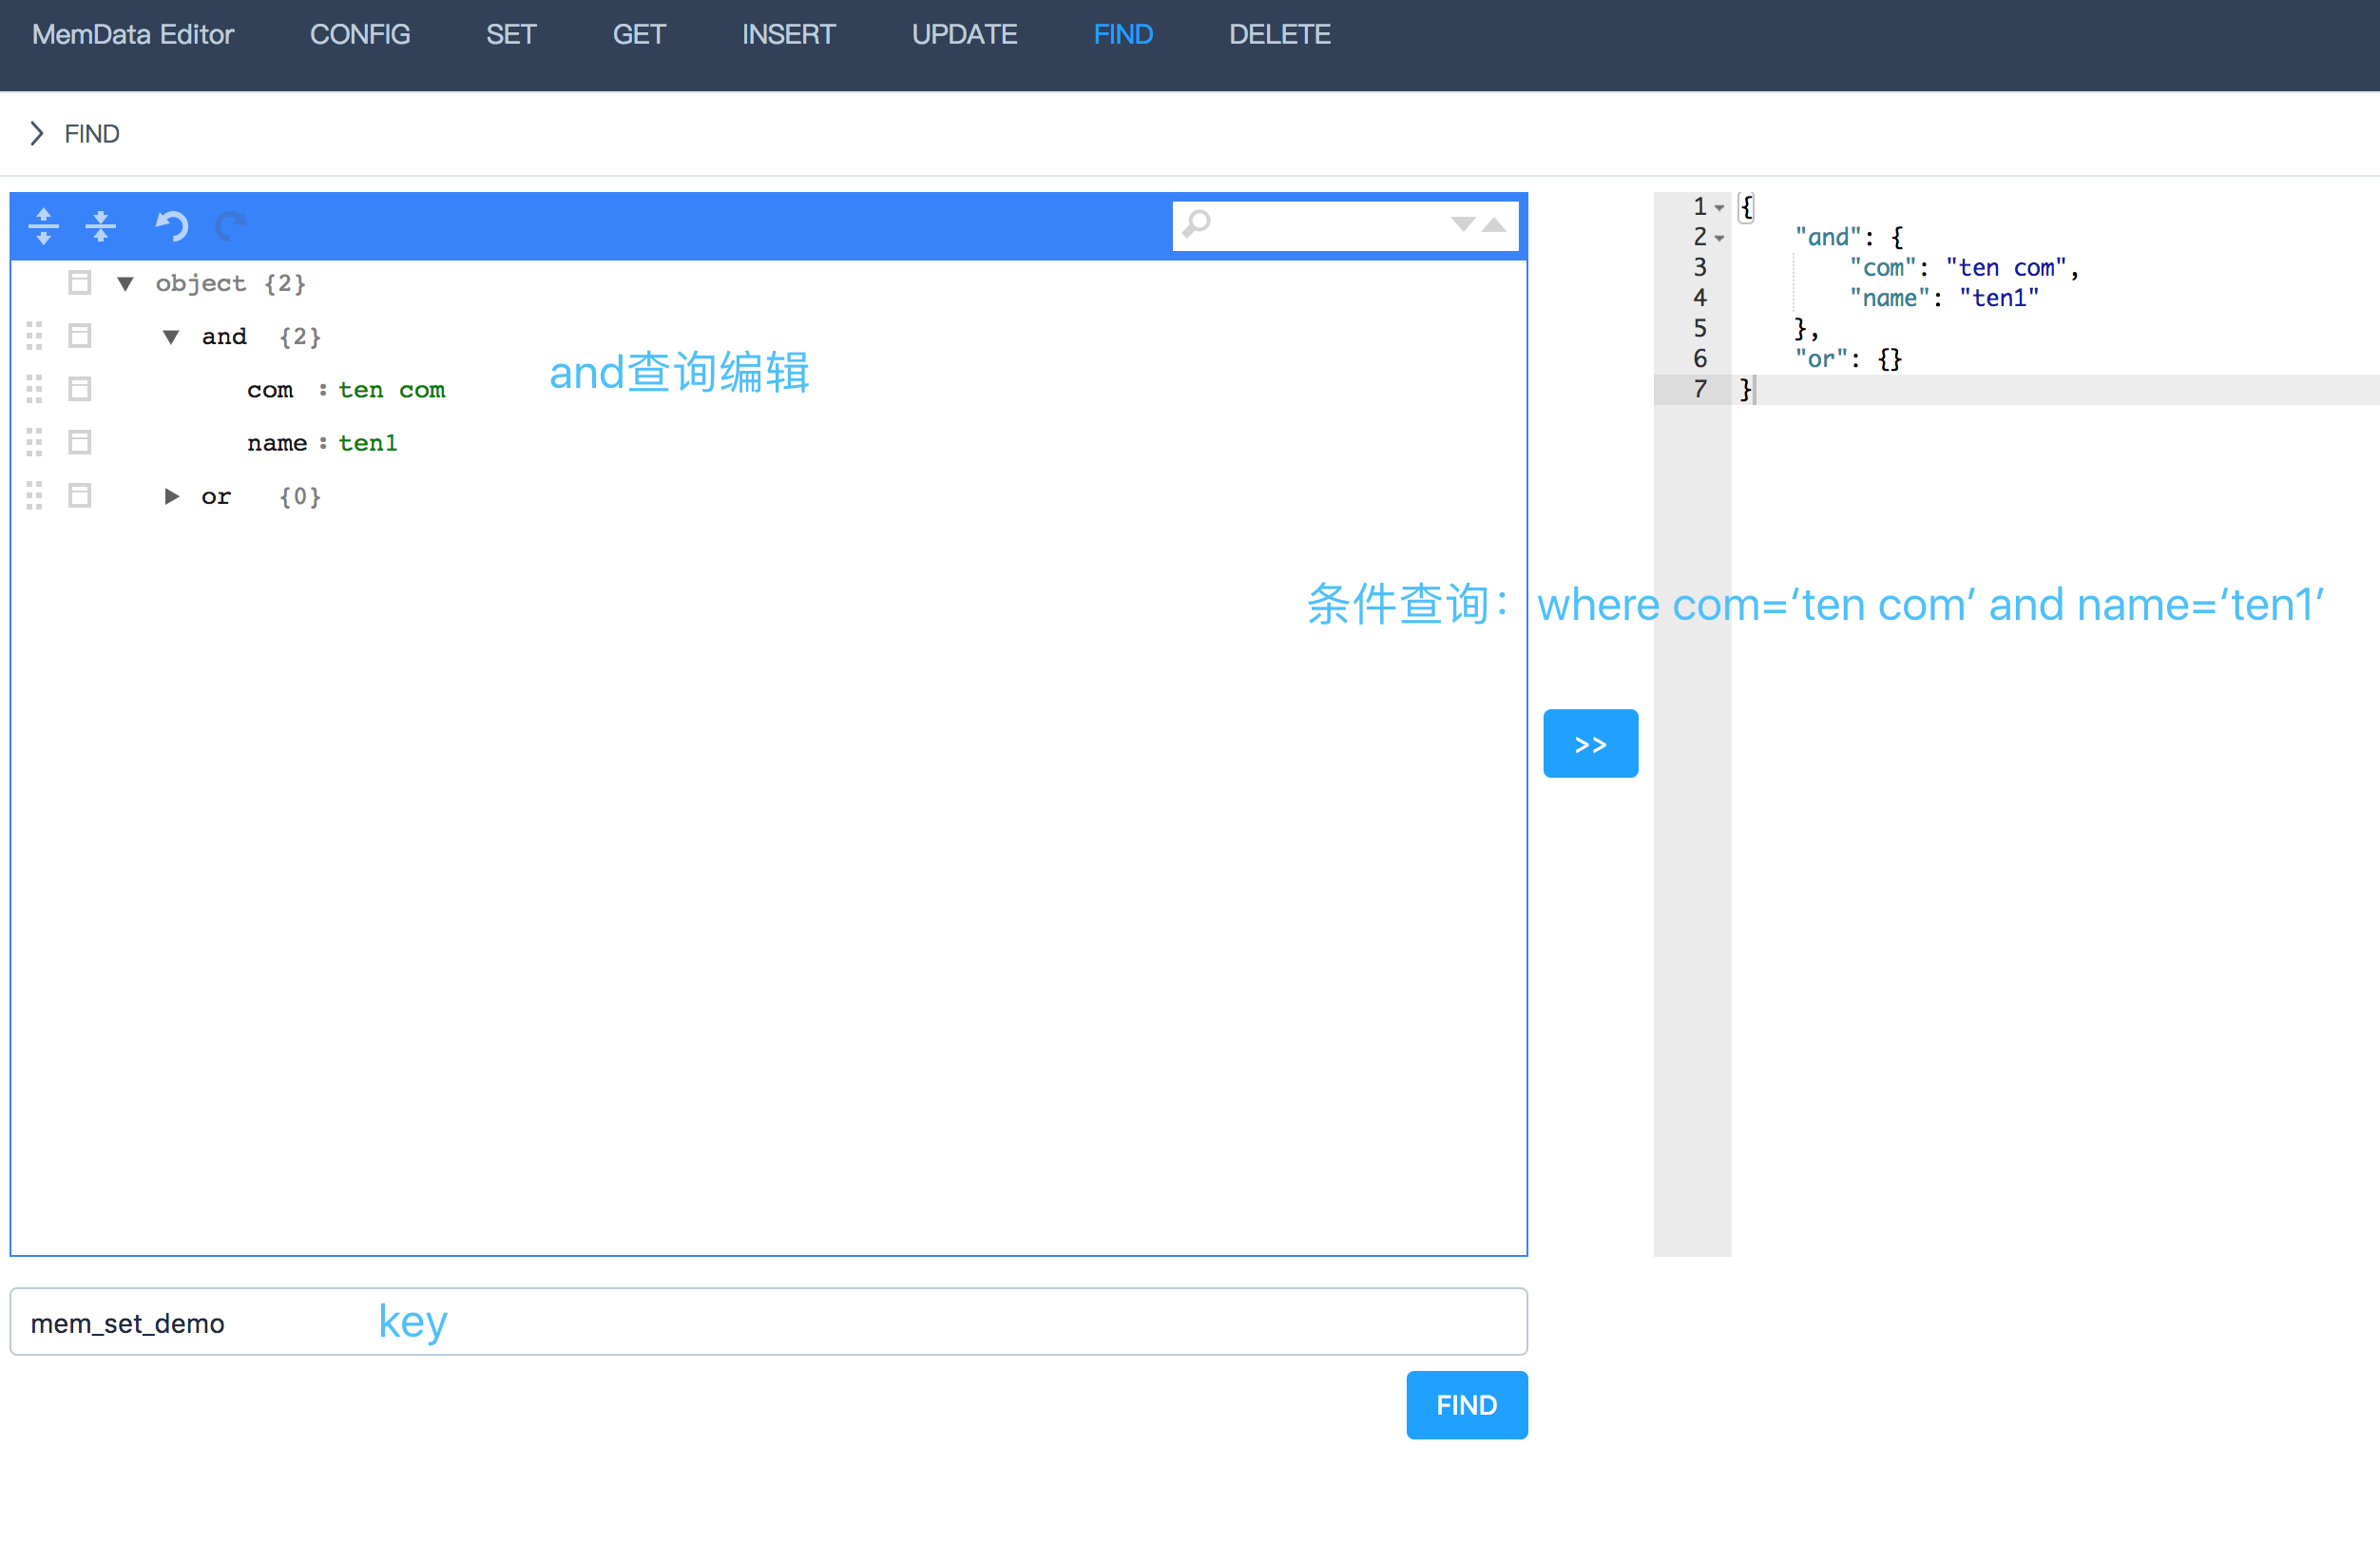 MemData Editor CONFIG SET GET INSERT UPDATE FIND DELETE
FIND
object {2}
and {2}
com : ten com
name : ten1
or {0}
and查询编辑
1 {
2 "and": {
3 "com": "ten com",
4 "name": "ten1"
5 },
6 "or": {}
7 }
条件查询：where com=‘ten com‘ and name=‘ten1‘
>>
mem_set_demo key
FIND